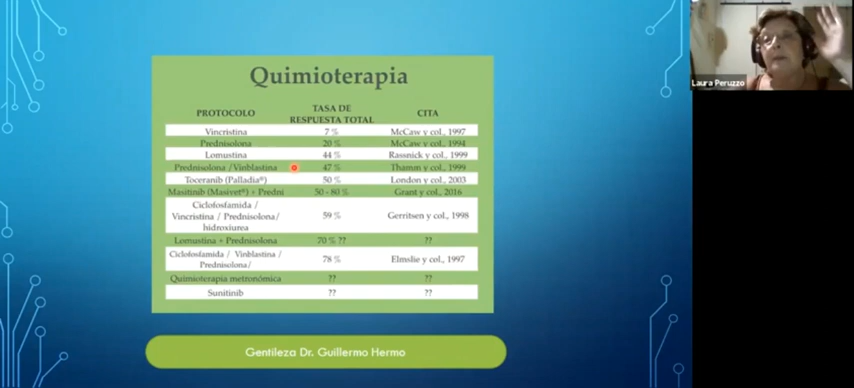 Quimioterapia
PROTOCOLO TASA DE RESPUESTA TOTAL CITA
Vincristina 7 % McCaw y col., 1997
Prednisolona 20 % McCaw y col., 1994
Lomustina 44 % Rassnick y col., 1999
Prednisolona /Vinblastina 47 % Thamm y col., 1999
Toceranib (Palladia®) 50 % London y col., 2003
Masitinib (Masivet®) + Predni 50 - 80 % Grant y col., 2016
Ciclofosfamida / Vincristina / Prednisolona/ hidroxiurea 59 % Gerritsen y col., 1998
Lomustina + Prednisolona 70 % ?? ??
Ciclofosfamida / Vinblastina / Prednisolona/ 78 % Elmslie y col., 1997
Quimioterapia metronómica ?? ??
Sunitinib ?? ??
Gentileza Dr. Guillermo Hermo
Laura Peruzzo